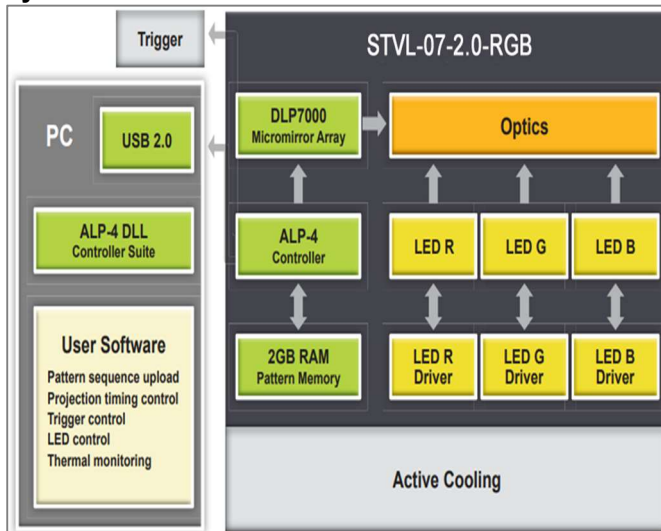 Trigger
STVL-07-2.0-RGB
PC
USB 2.0
DLP7000
Micromirror Array
Optics
ALP-4 DLL
Controller Suite
ALP-4
Controller
LED R
LED G
LED B
User Software
Pattern sequence upload
Projection timing control
Trigger control
LED control
Thermal monitoring
2GB RAM
Pattern Memory
LED R
Driver
LED G
Driver
LED B
Driver
Active Cooling